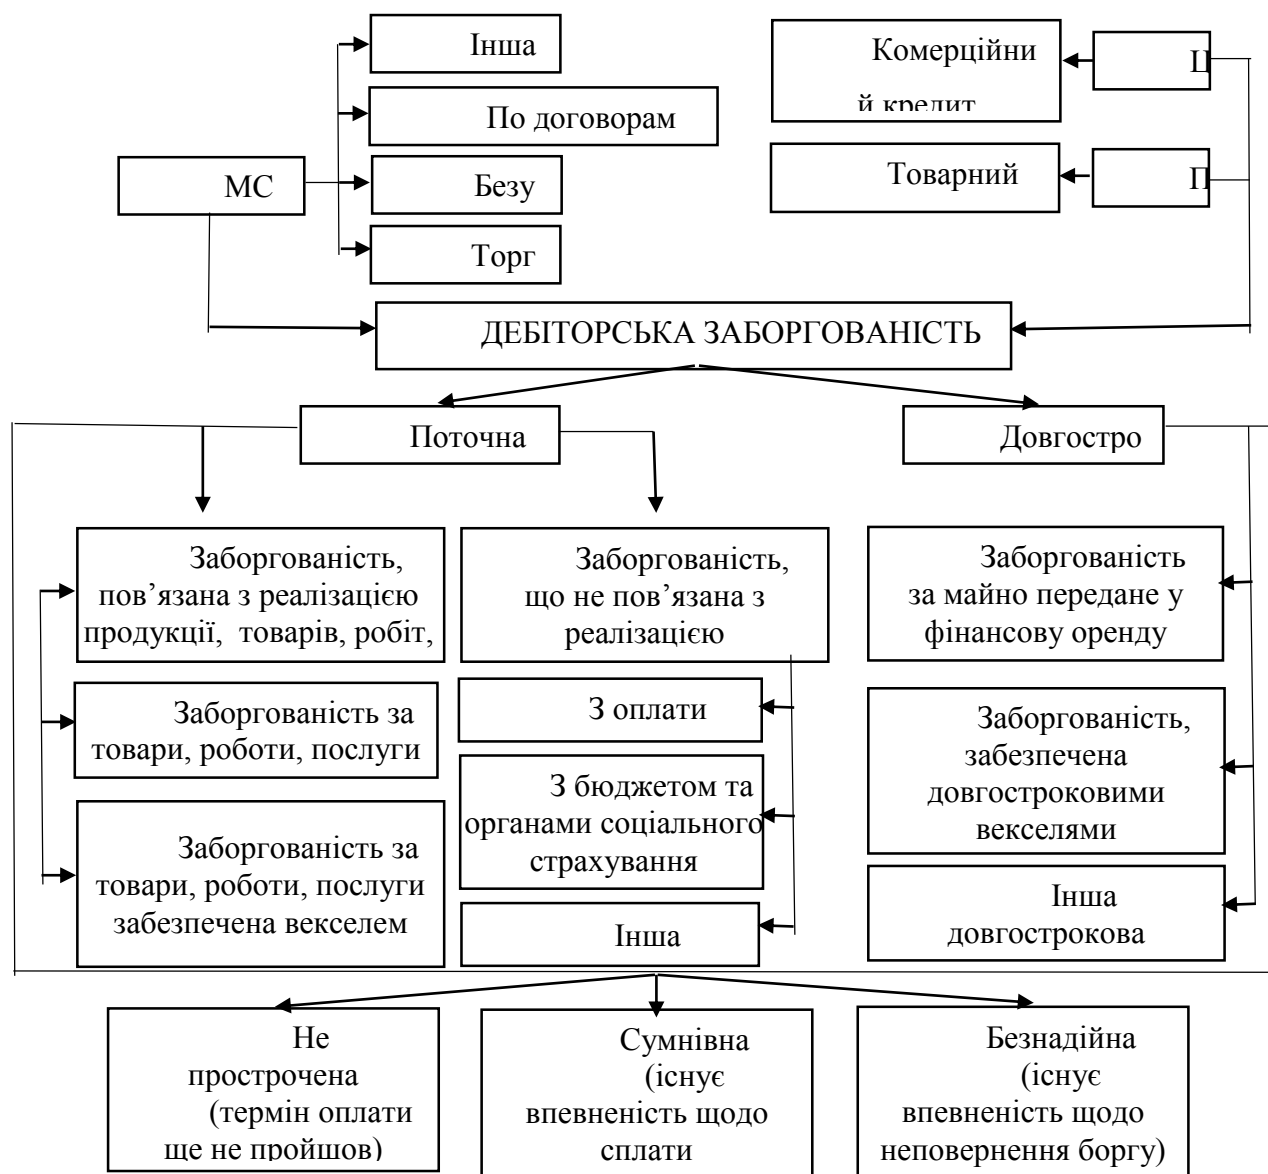 Інша
По договорам
МС
Безу
Торг
Комерційни
й кредит
Ц
Товарний
П
ДЕБІТОРСЬКА ЗАБОРГОВАНІСТЬ
Поточна
Довгостро
Заборгованість,
пов’язана з реалізацією
продукції, товарів, робіт,
Заборгованість,
що не пов’язана з
реалізацією
Заборгованість
за майно передане у
фінансову оренду
Заборгованість за
товари, роботи, послуги
З оплати
Заборгованість,
забезпечена
довгостроковими
векселями
З бюджетом та
органами соціального
страхування
Заборгованість за
товари, роботи, послуги
забезпечена векселем
Інша
Інша
довгострокова
Не
прострочена
(термін оплати
ще не пройшов)
Сумнівна
(існує
впевненість щодо
сплати
Безнадійна
(існує
впевненість щодо
неповернення боргу)